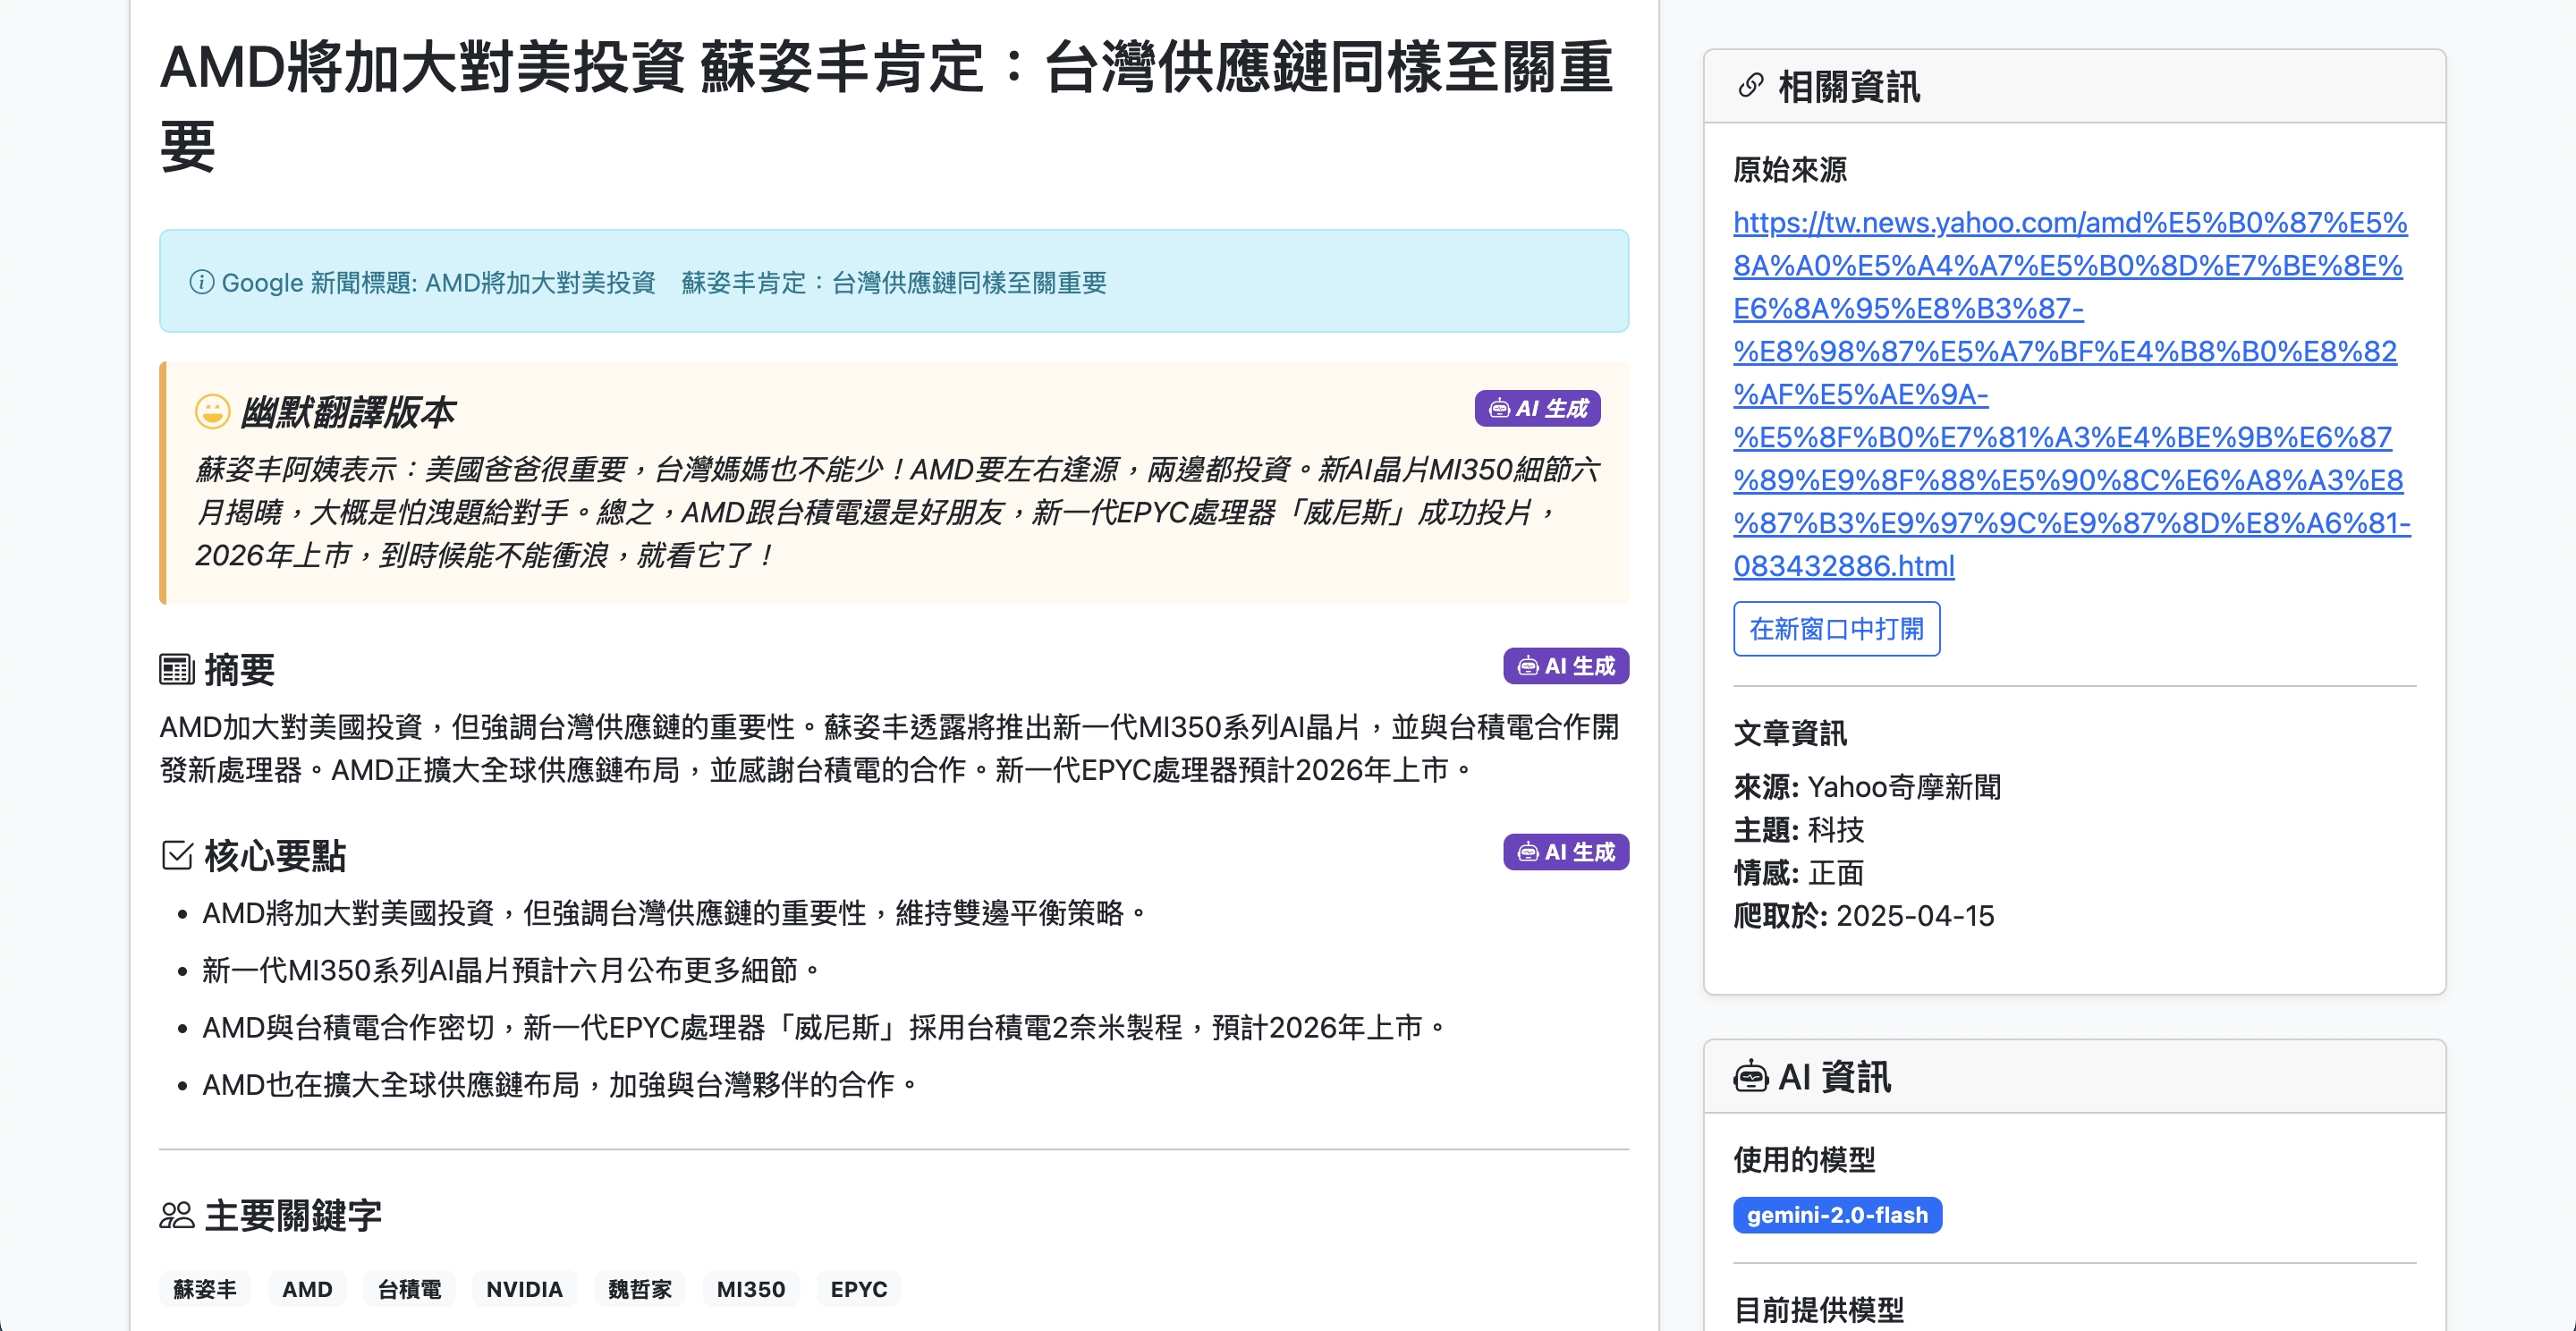 AMD將加大對美投資 蘇姿丰肯定：台灣供應鏈同樣至關重
要
Google 新聞標題: AMD將加大對美投資　蘇姿丰肯定：台灣供應鏈同樣至關重要
幽默翻譯版本
AI 生成
蘇姿丰阿姨表示：美國爸爸很重要，台灣媽媽也不能少！AMD要左右逢源，兩邊都投資。新AI晶片MI350細節六
月揭曉，大概是怕洩題給對手。總之，AMD跟台積電還是好朋友，新一代EPYC處理器「威尼斯」成功投片，
2026年上市，到時候能不能衝浪，就看它了！
摘要
AI 生成
AMD加大對美國投資，但強調台灣供應鏈的重要性。蘇姿丰透露將推出新一代MI350系列AI晶片，並與台積電合作開
發新處理器。AMD正擴大全球供應鏈布局，並感謝台積電的合作。新一代EPYC處理器預計2026年上市。
核心要點
AI 生成
• AMD將加大對美國投資，但強調台灣供應鏈的重要性，維持雙邊平衡策略。
• 新一代MI350系列AI晶片預計六月公布更多細節。
• AMD與台積電合作密切，新一代EPYC處理器「威尼斯」採用台積電2奈米製程，預計2026年上市。
• AMD也在擴大全球供應鏈布局，加強與台灣夥伴的合作。
主要關鍵字
蘇姿丰 AMD 台積電 NVIDIA 魏哲家 MI350 EPYC
相關資訊
原始來源
https://tw.news.yahoo.com/amd%E5%B0%87%E5%
8A%A0%E5%A4%A7%E5%B0%8D%E7%BE%8E%
E6%8A%95%E8%B3%87-
%E8%98%87%E5%A7%BF%E4%B8%B0%E8%82
%AF%E5%AE%9A-
%E5%8F%B0%E7%81%A3%E4%BE%9B%E6%87
%89%E9%8F%88%E5%90%8C%E6%A8%A3%E8
%87%B3%E9%97%9C%E9%87%8D%E8%A6%81-
083432886.html
在新窗口中打開
文章資訊
來源: Yahoo奇摩新聞
主題: 科技
情感: 正面
爬取於: 2025-04-15
AI 資訊
使用的模型
gemini-2.0-flash
目前提供模型